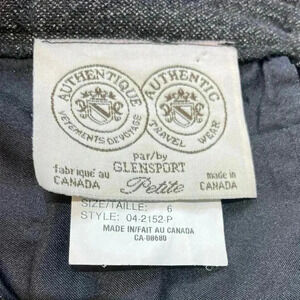 AUTHENTIQUE
VÊTEMENTS DE VOYAGE
AUTHENTIC
TRAVEL WEAR
N
N
par/by
GLENSPORT
Petite
fabriqué au
CANADA
made in
CANADA
SIZE/TAILLE: 6
STYLE: 04-2152-P
MADE IN/FAIT AU CANADA
CA-00680